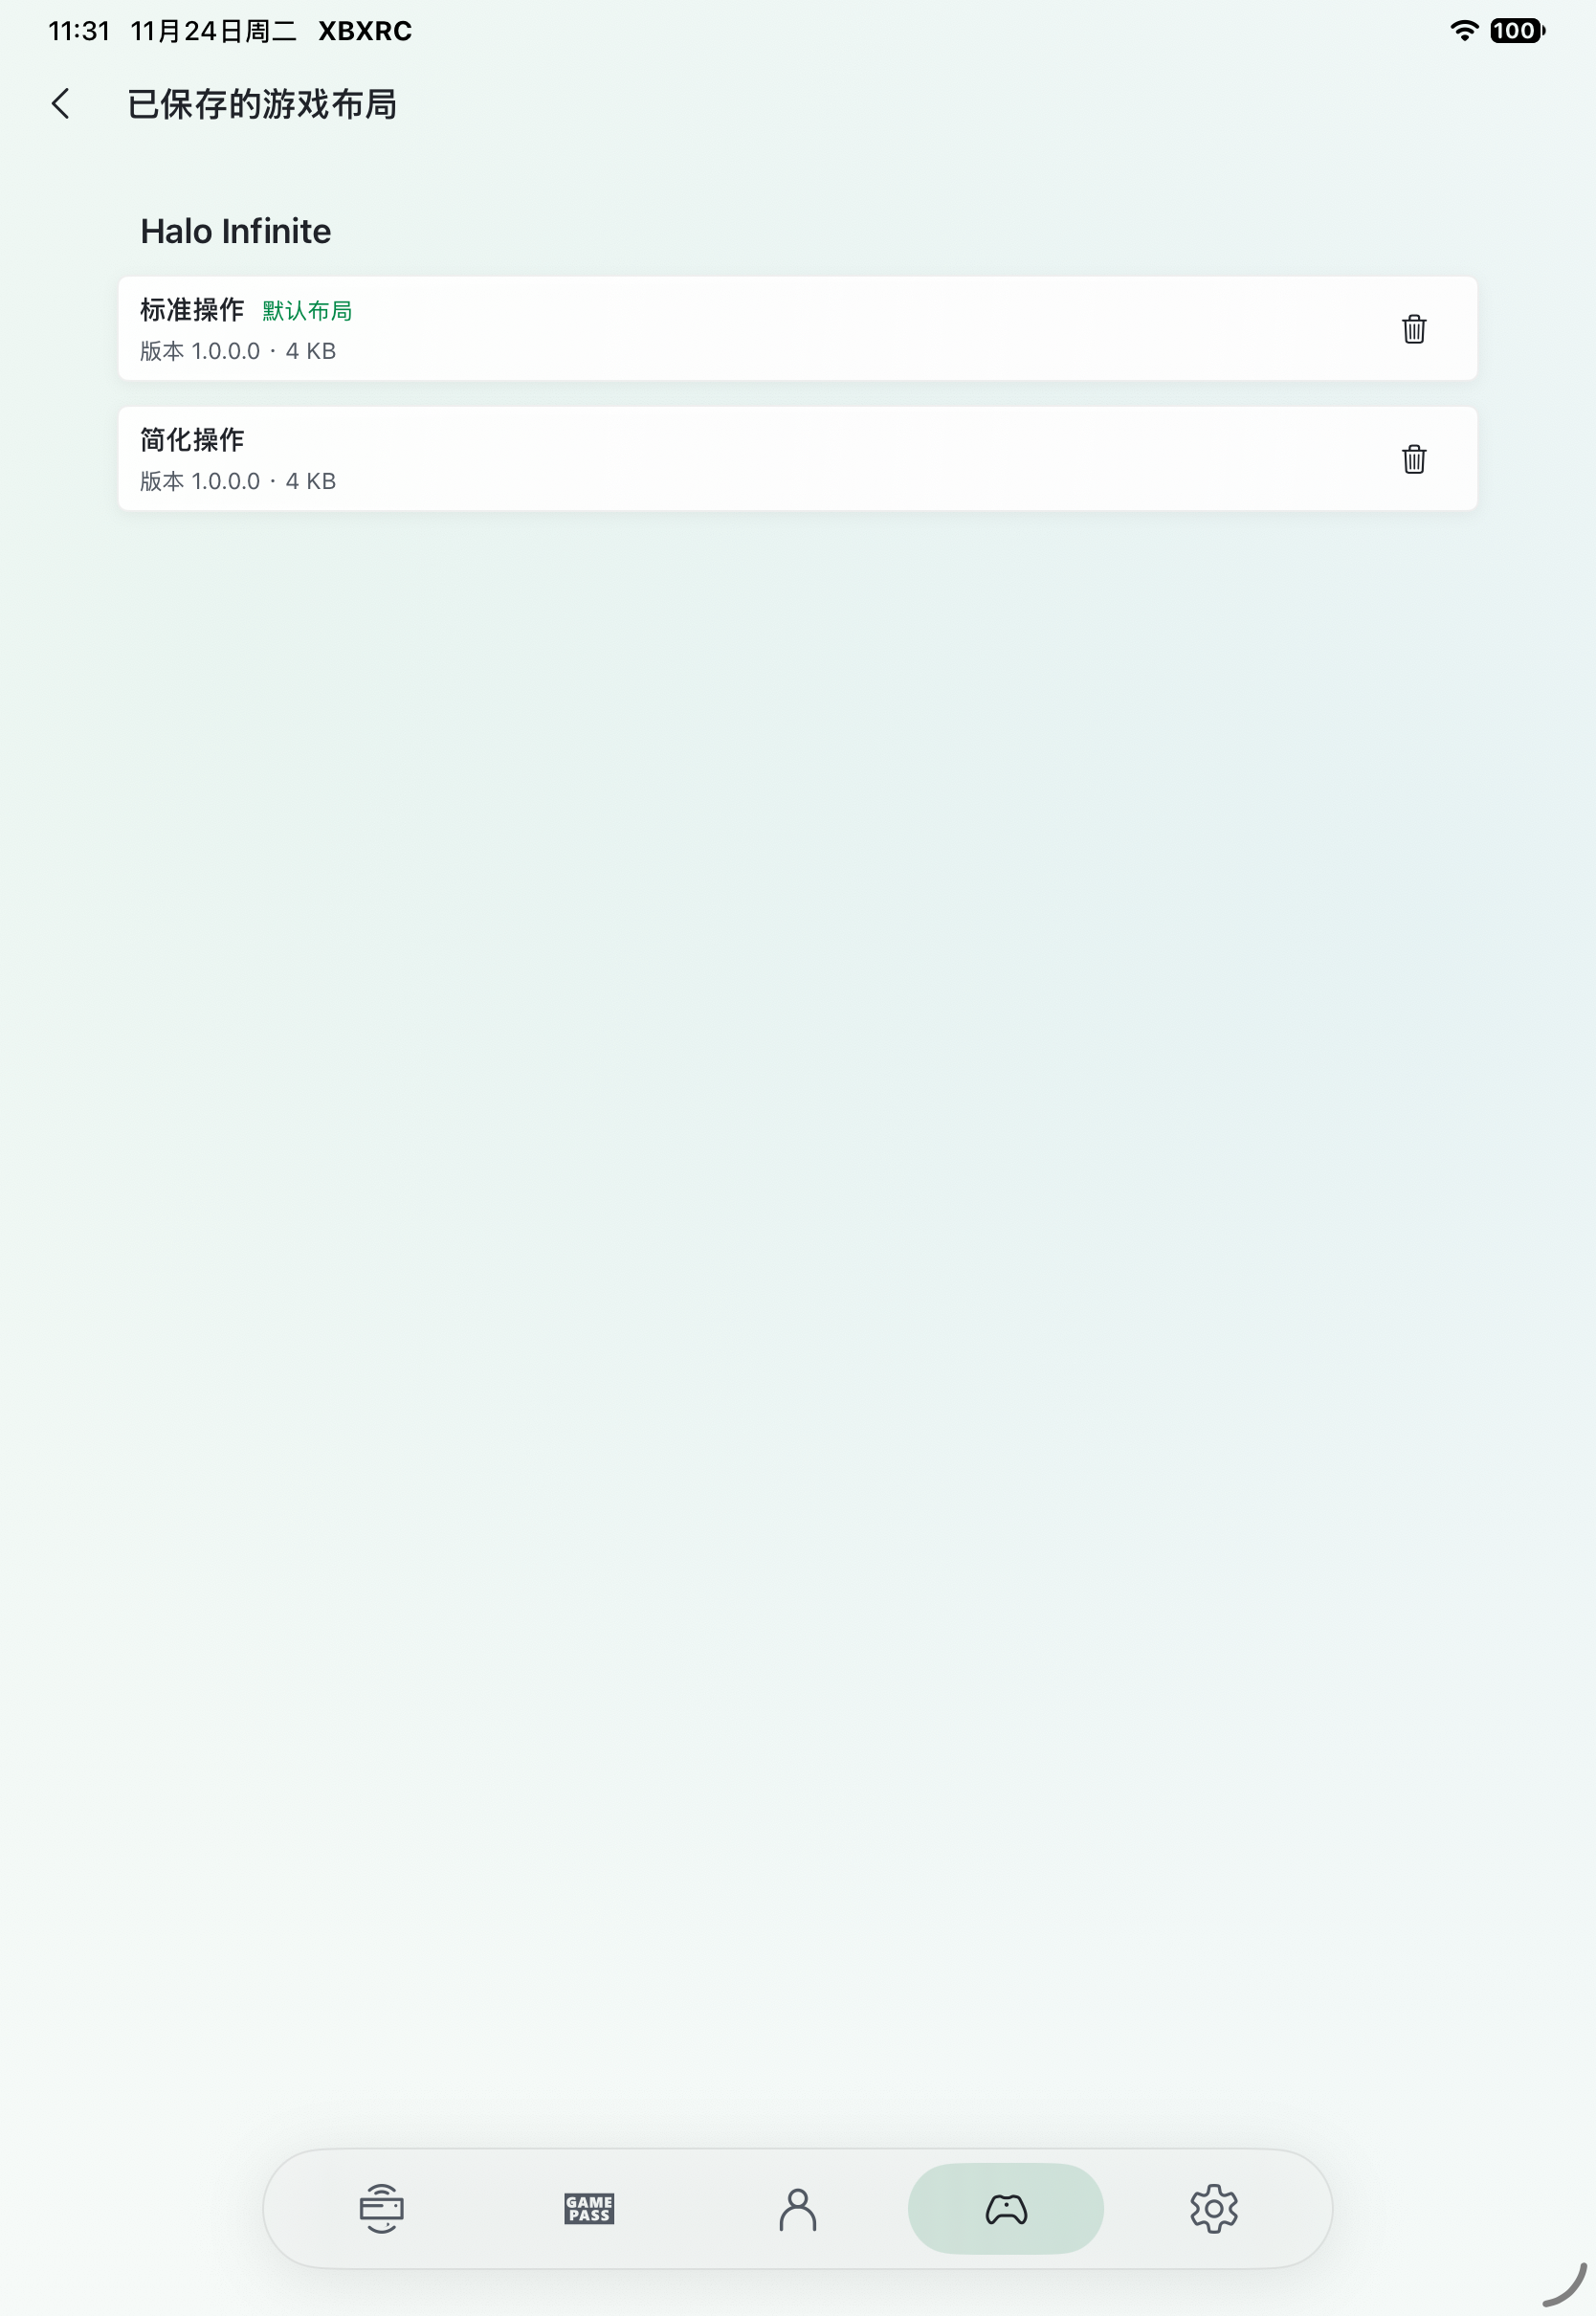 11:31 11月24日周二 XBXRC 100
已保存的游戏布局
Halo Infinite
标准操作 默认布局
版本 1.0.0.0 · 4 KB
简化操作
版本 1.0.0.0 · 4 KB
GAME
PASS